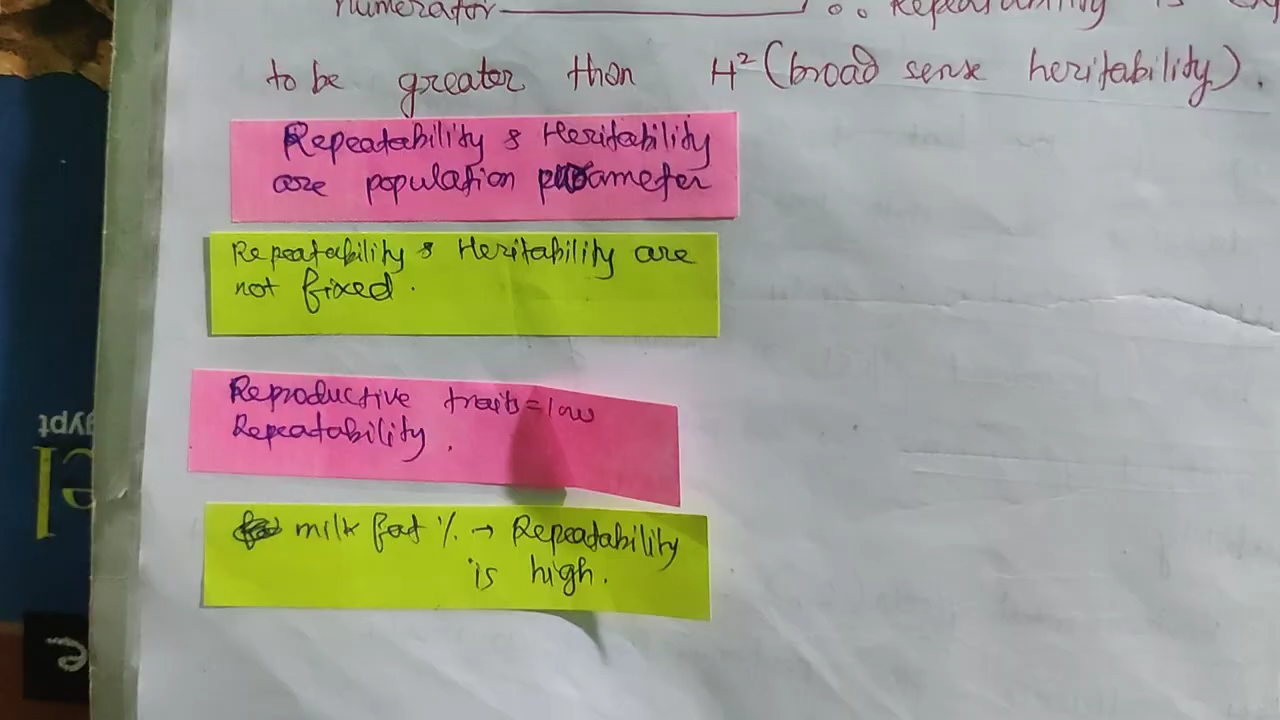 numerator ∴ Repeatability is
to be greater than H² (broad sense heritability).
Repeatability & Heritability
are population parameter
Repeatability & Heritability are
not fixed.
Reproductive traits = low
Repeatability.
milk fat % → Repeatability
is high.